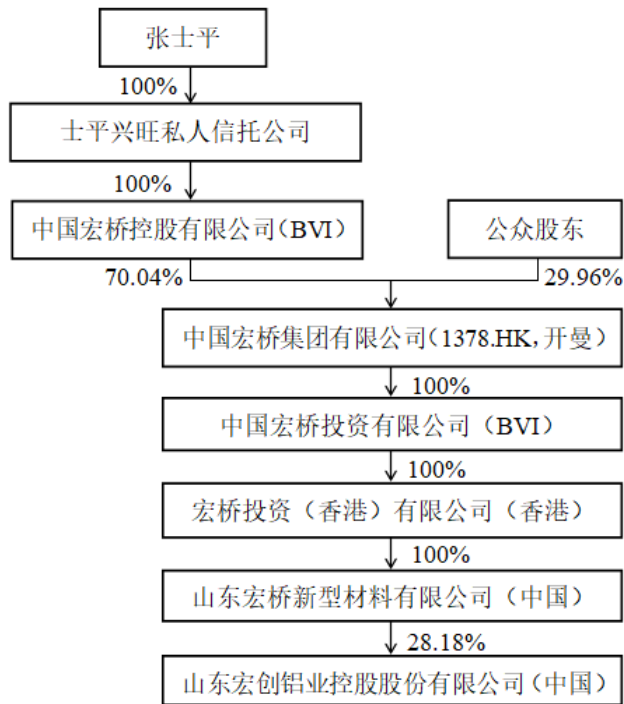 张士平
100%
士平兴旺私人信托公司
100%
中国宏桥控股有限公司（BVI）
公众股东
70.04%
29.96%
中国宏桥集团有限公司（1378.HK，开曼）
100%
中国宏桥投资有限公司（BVI）
100%
宏桥投资（香港）有限公司（香港）
100%
山东宏桥新型材料有限公司（中国）
28.18%
山东宏创铝业控股股份有限公司（中国）